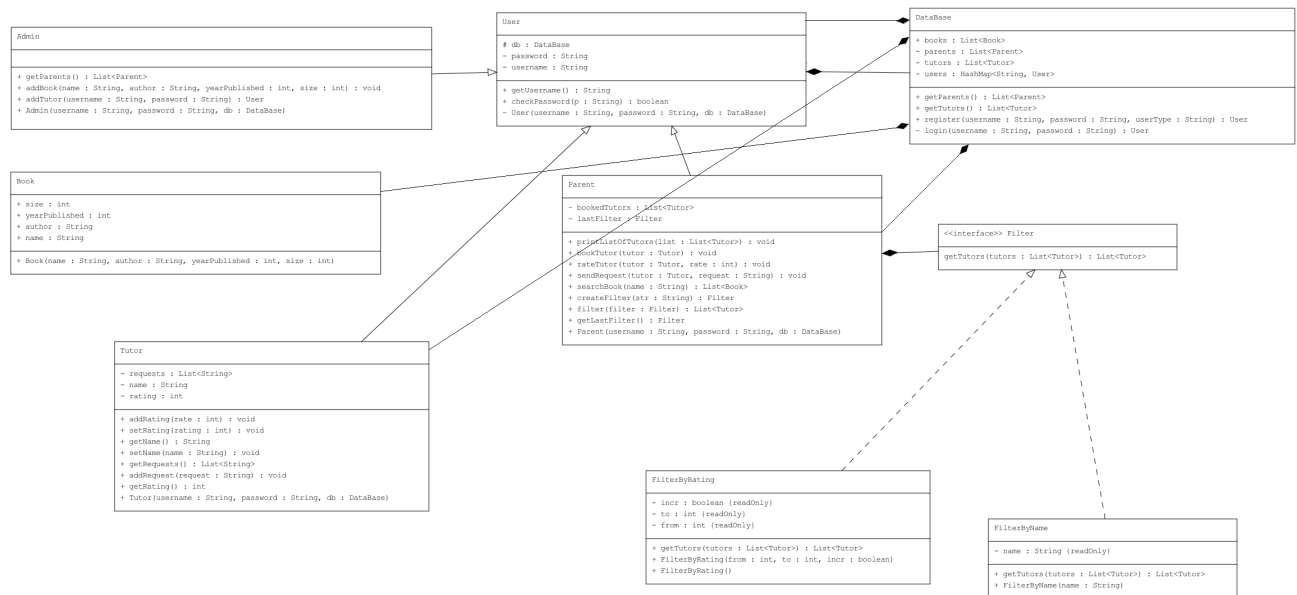 Admin
+ getParents() : List<Parent>
+ addBook(name : String, author : String, yearPublished : int, size : int) : void
+ addTutor(username : String, password : String) : User
+ Admin(username : String, password : String, db : DataBase)
User
# db : DataBase
- password : String
- username : String
+ getUsername() : String
+ checkPassword(p : String) : boolean
- User(username : String, password : String, db : DataBase)
DataBase
+ books : List<Book>
- parents : List<Parent>
- tutors : List<Tutor>
- users : HashMap<String, User>
+ getParents() : List<Parent>
+ getTutors() : List<Tutor>
+ register(username : String, password : String, userType : String) : User
- login(username : String, password : String) : User
Book
+ size : int
+ yearPublished : int
+ author : String
+ name : String
+ Book(name : String, author : String, yearPublished : int, size : int)
Parent
- bookedTutors : List<Tutor>
- lastFilter : Filter
+ printListOfTutors(list : List<Tutor>) : void
+ bookTutor(tutor : Tutor) : void
+ rateTutor(tutor : Tutor, rate : int) : void
+ sendRequest(tutor : Tutor, request : String) : void
+ searchBook(name : String) : List<Book>
+ createFilter(str : String) : Filter
+ filter(filter : Filter) : List<Tutor>
+ getLastFilter() : Filter
+ Parent(username : String, password : String, db : DataBase)
<<interface>> Filter
getTutors(tutors : List<Tutor>) : List<Tutor>
Tutor
- requests : List<String>
- name : String
- rating : int
+ addRating(rate : int) : void
+ setRating(rating : int) : void
+ getName() : String
+ setName(name : String) : void
+ getRequests() : List<String>
+ addRequest(request : String) : void
+ getRating() : int
+ Tutor(username : String, password : String, db : DataBase)
FilterByRating
- incr : boolean {readOnly}
- to : int {readOnly}
- from : int {readOnly}
+ getTutors(tutors : List<Tutor>) : List<Tutor>
+ FilterByRating(from : int, to : int, incr : boolean)
+ FilterByRating()
FilterByName
- name : String {readOnly}
+ getTutors(tutors : List<Tutor>) : List<Tutor>
+ FilterByName(name : String)